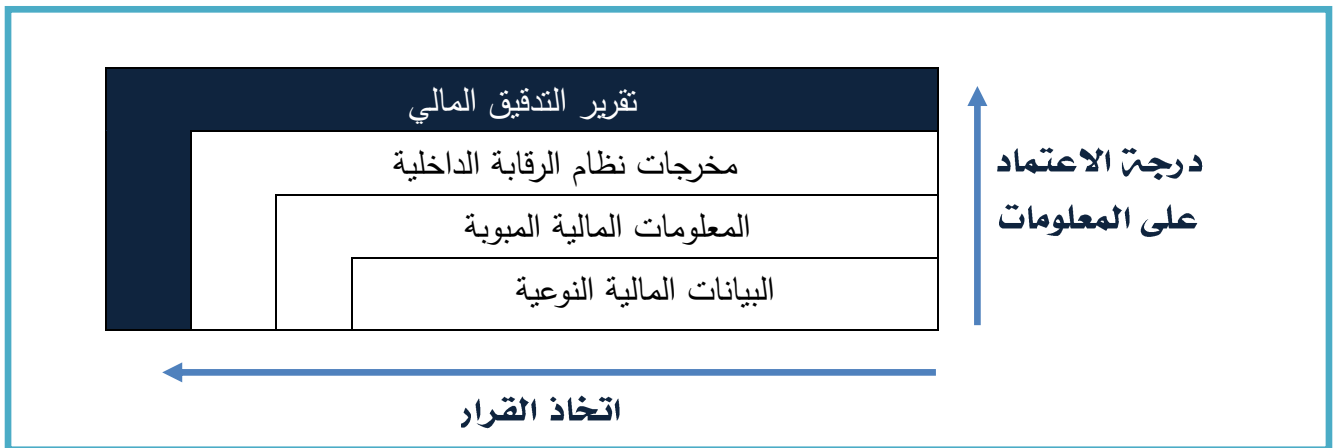 تقرير التدقيق المالي
مخرجات نظام الرقابة الداخلية
المعلومات المالية المبوبة
البيانات المالية النوعية
درجة الاعتماد
على المعلومات
اتخاذ القرار